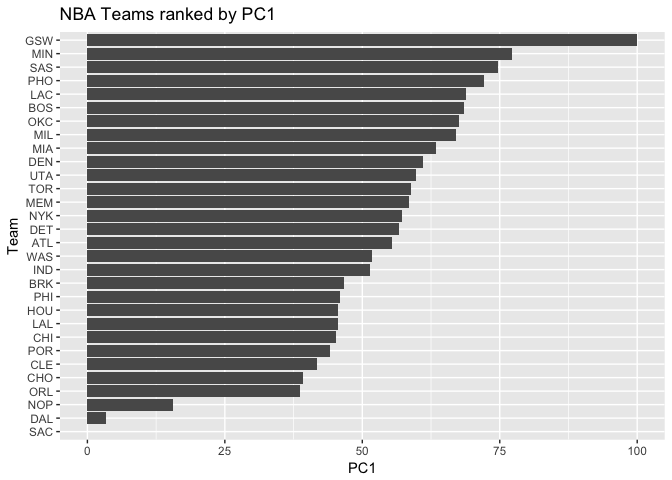 NBA Teams ranked by PC1
GSW
MIN
SAS
PHO
LAC
BOS
OKC
MIL
MIA
DEN
UTA
TOR
MEM
NYK
DET
ATL
WAS
IND
BRK
PHI
HOU
LAL
CHI
POR
CLE
CHO
ORL
NOP
DAL
SAC
Team
0 25 50 75 100
PC1